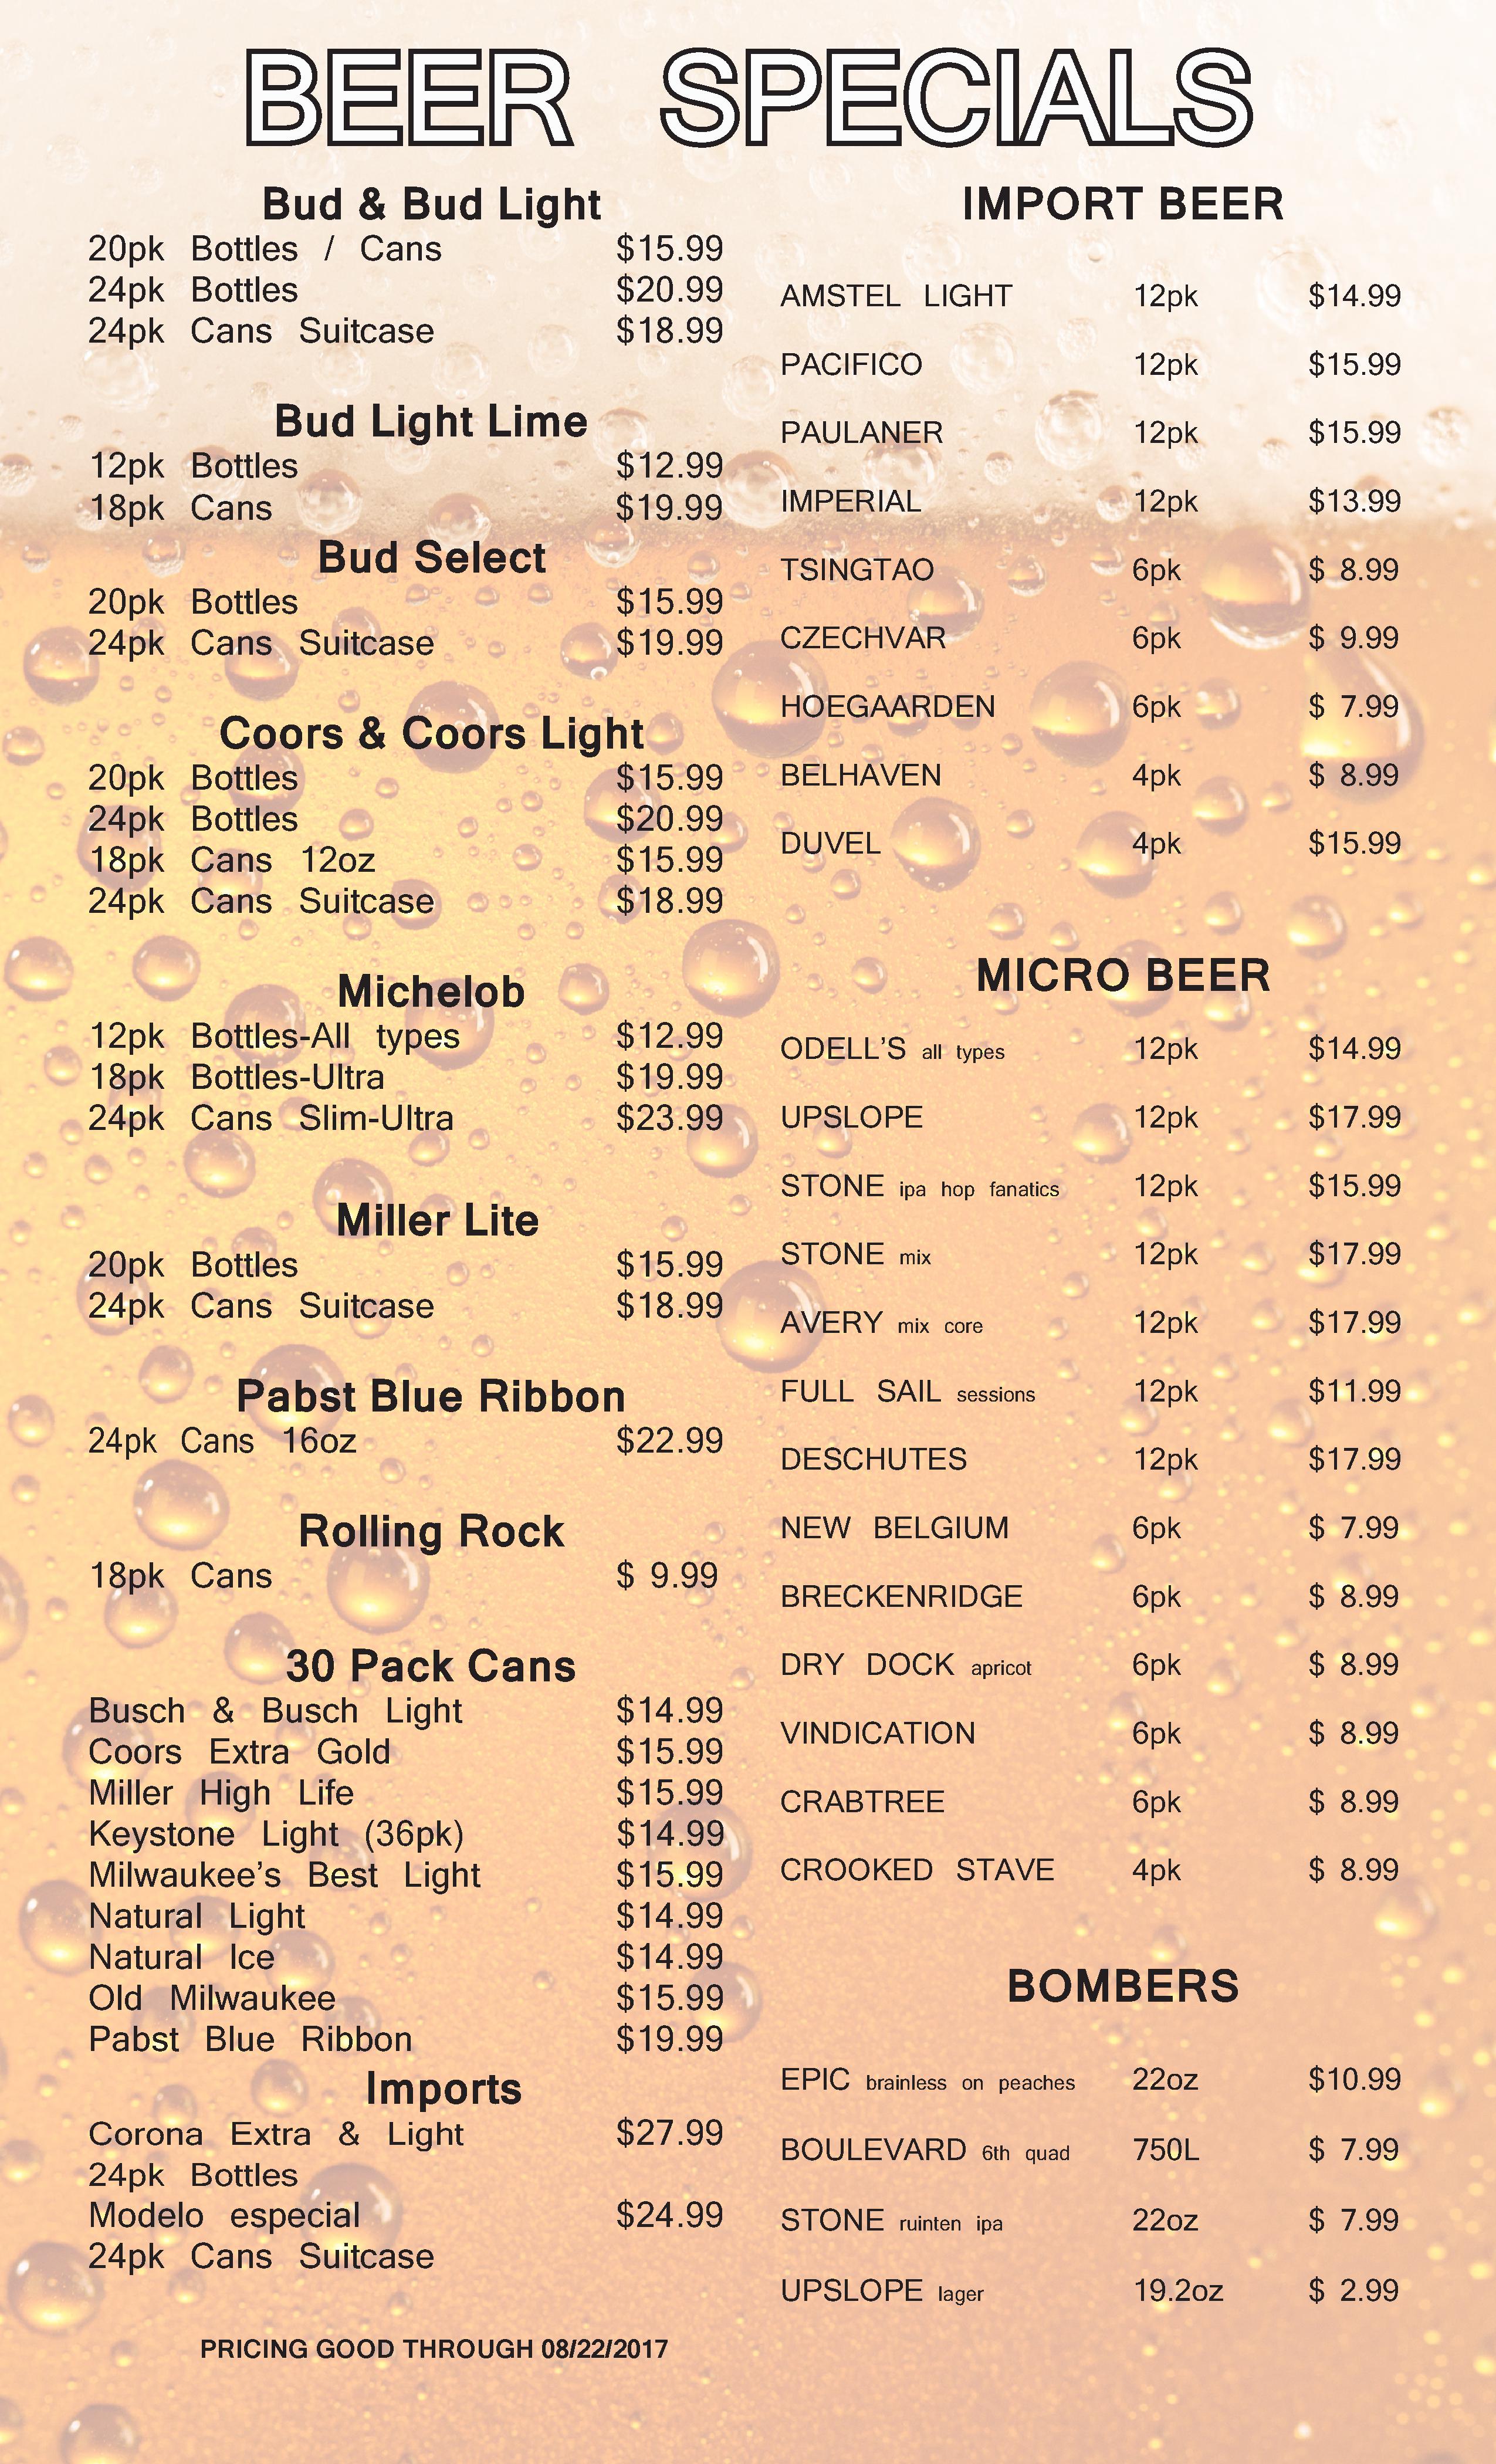 BEER SPECIALS
Bud & Bud Light
20pk Bottles / Cans $15.99
24pk Bottles $20.99
24pk Cans Suitcase $18.99
Bud Light Lime
12pk Bottles $12.99
18pk Cans $19.99
Bud Select
20pk Bottles $15.99
24pk Cans Suitcase $19.99
Coors & Coors Light
20pk Bottles $15.99
24pk Bottles $20.99
18pk Cans 12oz $15.99
24pk Cans Suitcase $18.99
Michelob
12pk Bottles-All types $12.99
18pk Bottles-Ultra $19.99
24pk Cans Slim-Ultra $23.99
Miller Lite
20pk Bottles $15.99
24pk Cans Suitcase $18.99
Pabst Blue Ribbon
24pk Cans 16oz $22.99
Rolling Rock
18pk Cans $ 9.99
30 Pack Cans
Busch & Busch Light $14.99
Coors Extra Gold $15.99
Miller High Life $15.99
Keystone Light (36pk) $14.99
Milwaukee's Best Light $15.99
Natural Light $14.99
Natural Ice $14.99
Old Milwaukee $15.99
Pabst Blue Ribbon $19.99
Imports
Corona Extra & Light $27.99
24pk Bottles
Modelo especial $24.99
24pk Cans Suitcase
PRICING GOOD THROUGH 08/22/2017
IMPORT BEER
AMSTEL LIGHT 12pk $14.99
PACIFICO 12pk $15.99
PAULANER 12pk $15.99
IMPERIAL 12pk $13.99
TSINGTAO 6pk $ 8.99
CZECHVAR 6pk $ 9.99
HOEGAARDEN 6pk $ 7.99
BELHAVEN 4pk $ 8.99
DUVEL 4pk $15.99
MICRO BEER
ODELL'S all types 12pk $14.99
UPSLOPE 12pk $17.99
STONE ipa hop fanatics 12pk $15.99
STONE mix 12pk $17.99
AVERY mix core 12pk $17.99
FULL SAIL sessions 12pk $11.99
DESCHUTES 12pk $17.99
NEW BELGIUM 6pk $ 7.99
BRECKENRIDGE 6pk $ 8.99
DRY DOCK apricot 6pk $ 8.99
VINDICATION 6pk $ 8.99
CRABTREE 6pk $ 8.99
CROOKED STAVE 4pk $ 8.99
BOMBERS
EPIC brainless on peaches 22oz $10.99
BOULEVARD 6th quad 750L $ 7.99
STONE ruinten ipa 22oz $ 7.99
UPSLOPE lager 19.2oz $ 2.99